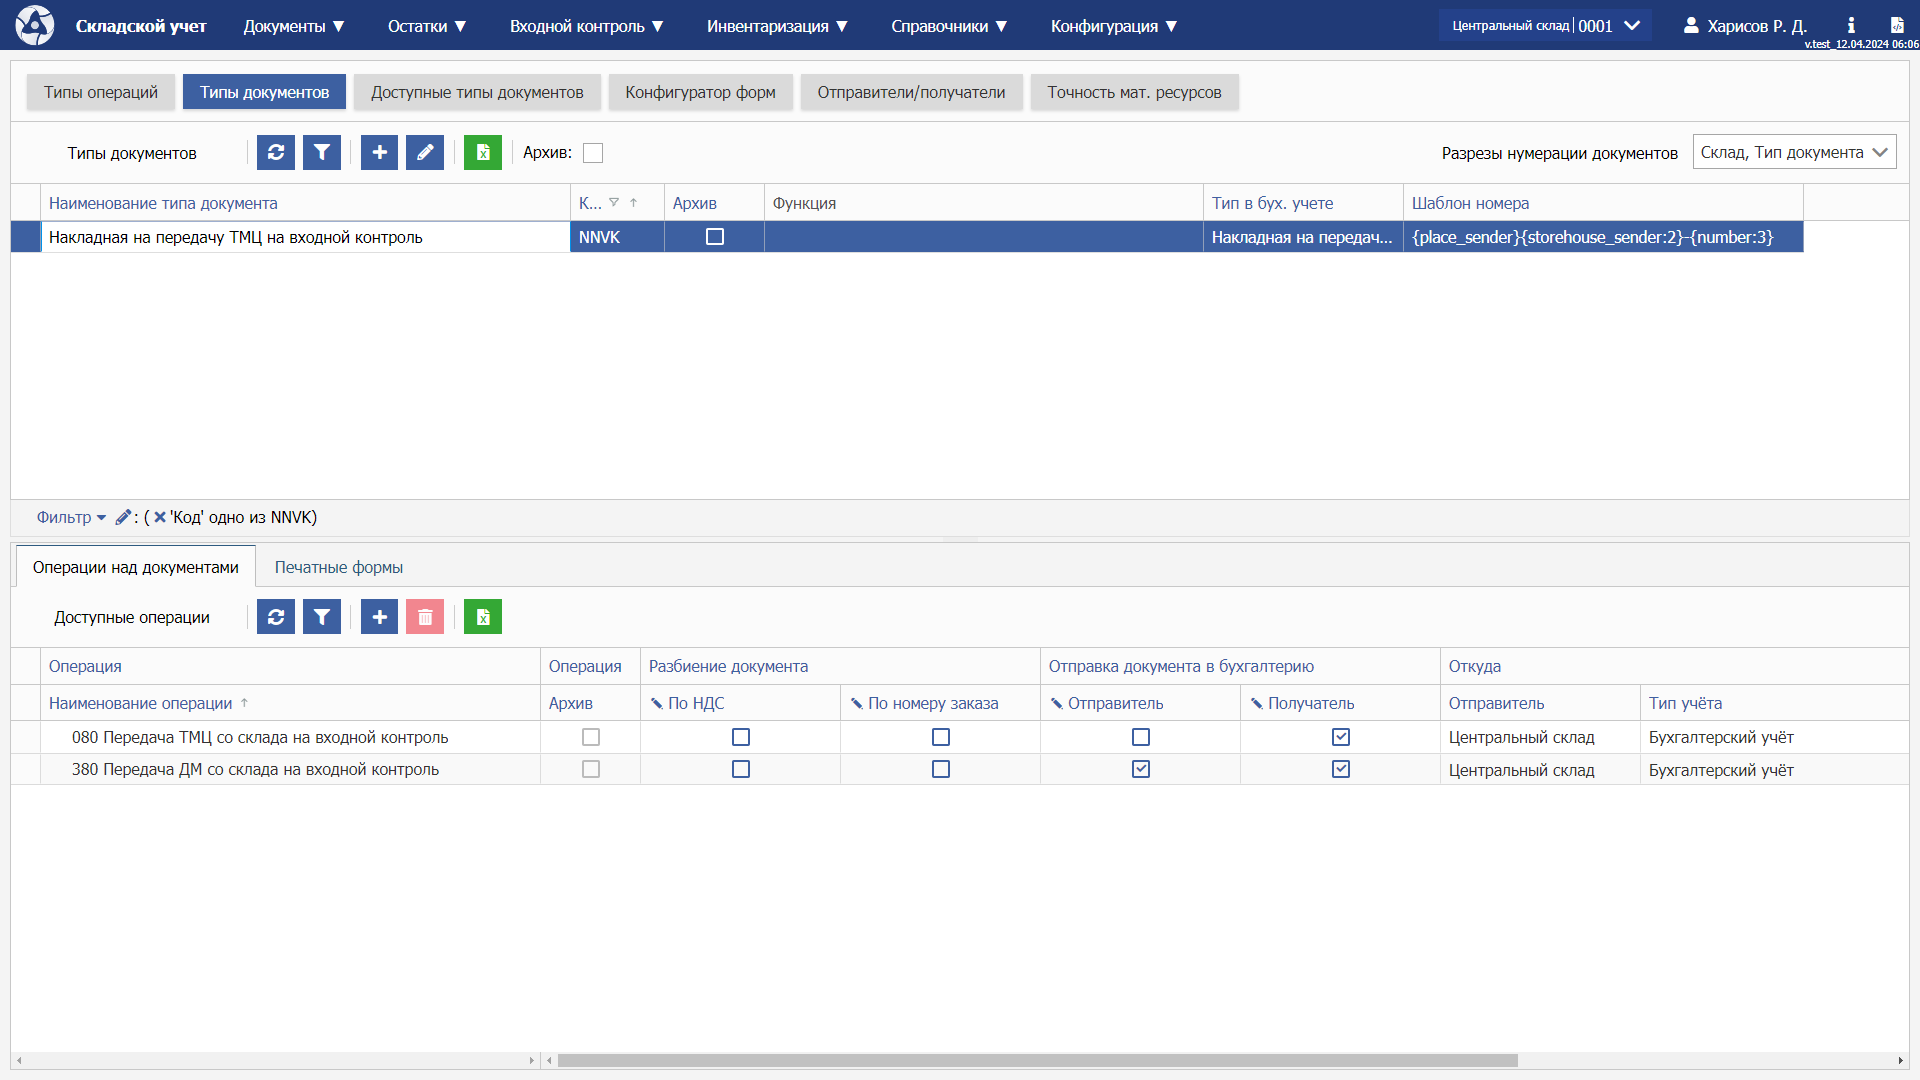 Складской учет Документы ▼ Остатки ▼ Входной контроль ▼ Инвентаризация ▼ Справочники ▼ Конфигурация ▼ Центральный склад | 0001 Харисов Р. Д.
v.test_12.04.2024 06:06
Типы операций Типы документов Доступные типы документов Конфигуратор форм Отправители/получатели Точность мат. ресурсов
Типы документов Архив: Разрезы нумерации документов Склад, Тип документа
Наименование типа документа К... Архив Функция Тип в бух. учете Шаблон номера
Накладная на передачу ТМЦ на входной контроль NNVK Накладная на передач... {place_sender}{storehouse_sender:2}-{number:3}
Фильтр : ( 'Код' одно из NNVK)
Операции над документами Печатные формы
Доступные операции
Операция Операция Разбиение документа Отправка документа в бухгалтерию Откуда
Наименование операции Архив По НДС По номеру заказа Отправитель Получатель Отправитель Тип учёта
080 Передача ТМЦ со склада на входной контроль Центральный склад Бухгалтерский учёт
380 Передача ДМ со склада на входной контроль Центральный склад Бухгалтерский учёт